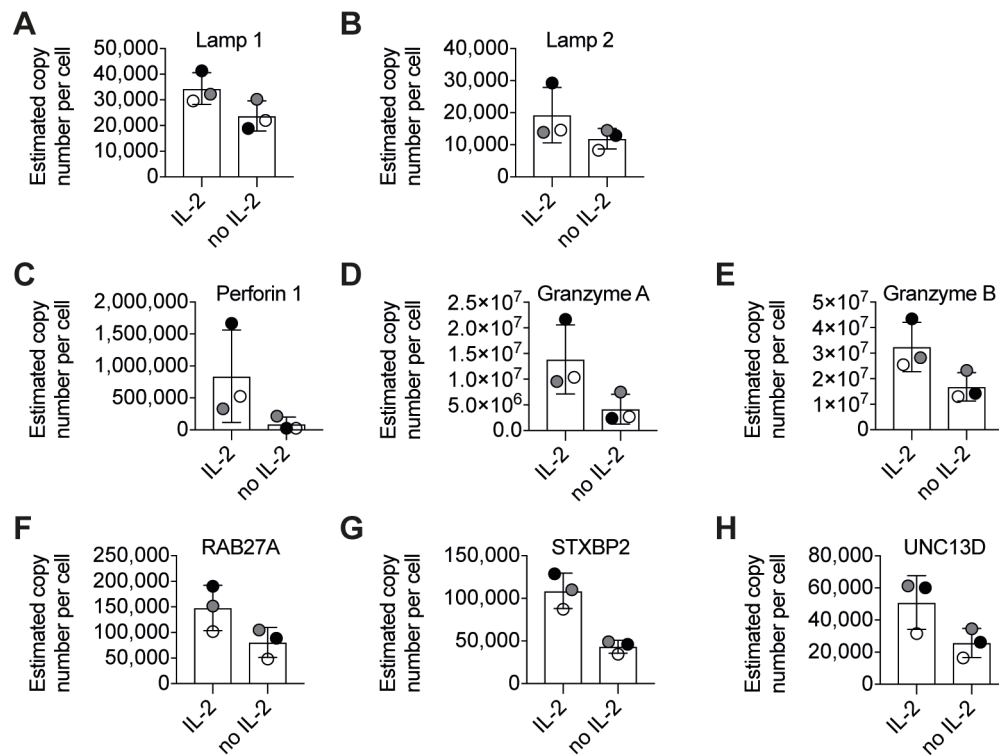 A
Lamp 1
Estimated copy
number per cell
50,000
40,000
30,000
20,000
10,000
0
IL-2
no IL-2
B
Lamp 2
Estimated copy
number per cell
40,000
30,000
20,000
10,000
0
IL-2
no IL-2
C
Perforin 1
Estimated copy
number per cell
2,000,000
1,500,000
1,000,000
500,000
0
IL-2
no IL-2
D
Granzyme A
Estimated copy
number per cell
2.5×10⁷
2.0×10⁷
1.5×10⁷
1.0×10⁷
5.0×10⁶
0.0
IL-2
no IL-2
E
Granzyme B
Estimated copy
number per cell
5×10⁷
4×10⁷
3×10⁷
2×10⁷
1×10⁷
0
IL-2
no IL-2
F
RAB27A
Estimated copy
number per cell
250,000
200,000
150,000
100,000
50,000
0
IL-2
no IL-2
G
STXBP2
Estimated copy
number per cell
150,000
100,000
50,000
0
IL-2
no IL-2
H
UNC13D
Estimated copy
number per cell
80,000
60,000
40,000
20,000
0
IL-2
no IL-2